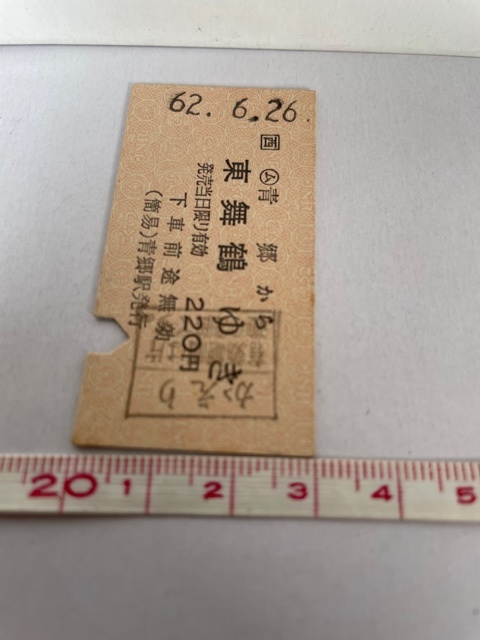 62. 6.26.
西 ム 青郷から
東舞鶴ゆき
発売当日限り有効 220円
下車前途無効
(簡易)青郷駅発行
かえり
20 1 2 3 4 5